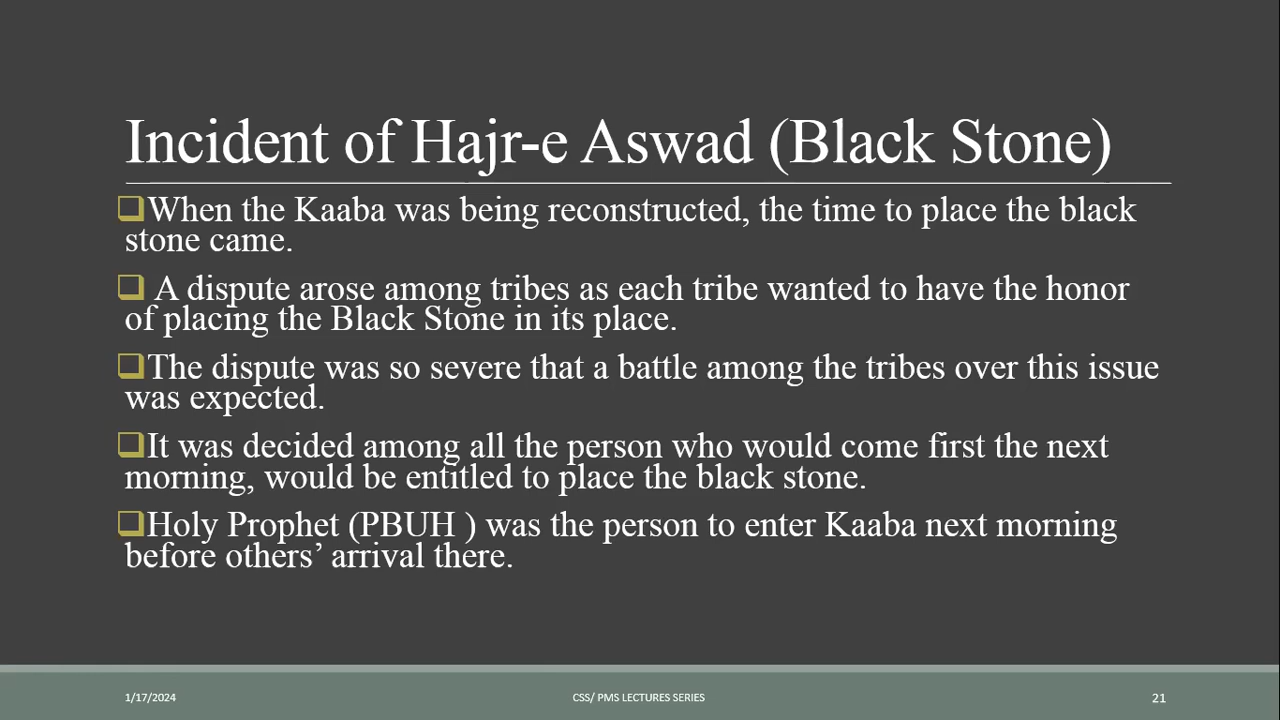 Incident of Hajr-e Aswad (Black Stone)
When the Kaaba was being reconstructed, the time to place the black
stone came.
A dispute arose among tribes as each tribe wanted to have the honor
of placing the Black Stone in its place.
The dispute was so severe that a battle among the tribes over this issue
was expected.
It was decided among all the person who would come first the next
morning, would be entitled to place the black stone.
Holy Prophet (PBUH ) was the person to enter Kaaba next morning
before others’ arrival there.
1/17/2024
CSS/ PMS LECTURES SERIES
21